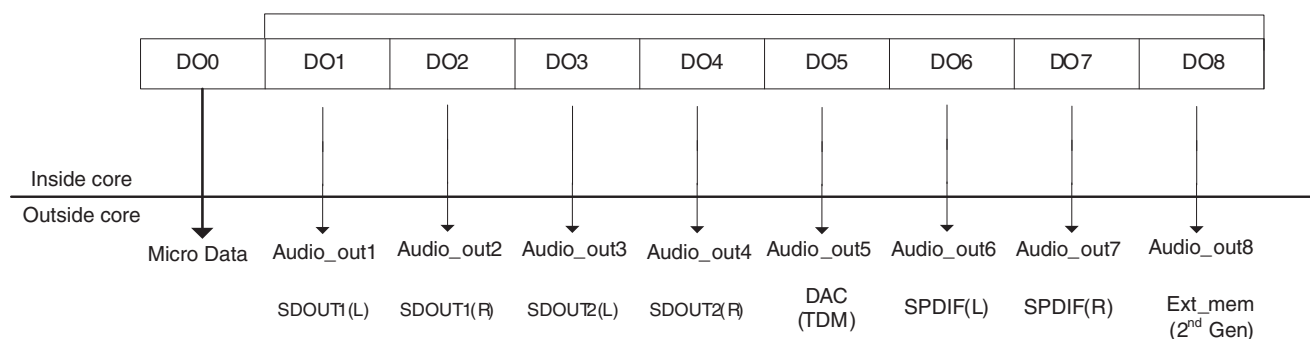 DO0 DO1 DO2 DO3 DO4 DO5 DO6 DO7 DO8
Inside core
Outside core
Micro Data Audio_out1 Audio_out2 Audio_out3 Audio_out4 Audio_out5 Audio_out6 Audio_out7 Audio_out8
SDOUT1(L) SDOUT1(R) SDOUT2(L) SDOUT2(R) DAC (TDM) SPDIF(L) SPDIF(R) Ext_mem (2nd Gen)